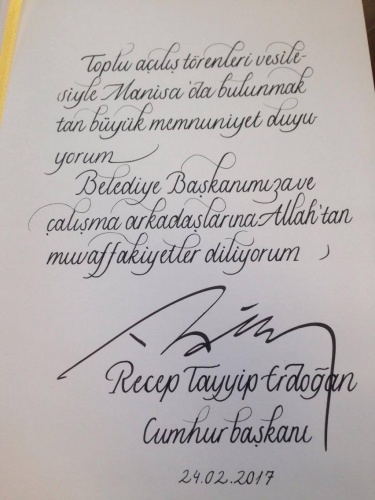 Toplu açılış törenleri vesile-
siyle Manisa'da bulunmak
tan büyük memnuniyet duyu
yorum
Belediye Başkanımıza ve
çalışma arkadaşlarına Allah'tan
muvaffakiyetler diliyorum
Recep Tayyip Erdoğan
Cumhurbaşkanı
24.02.2017